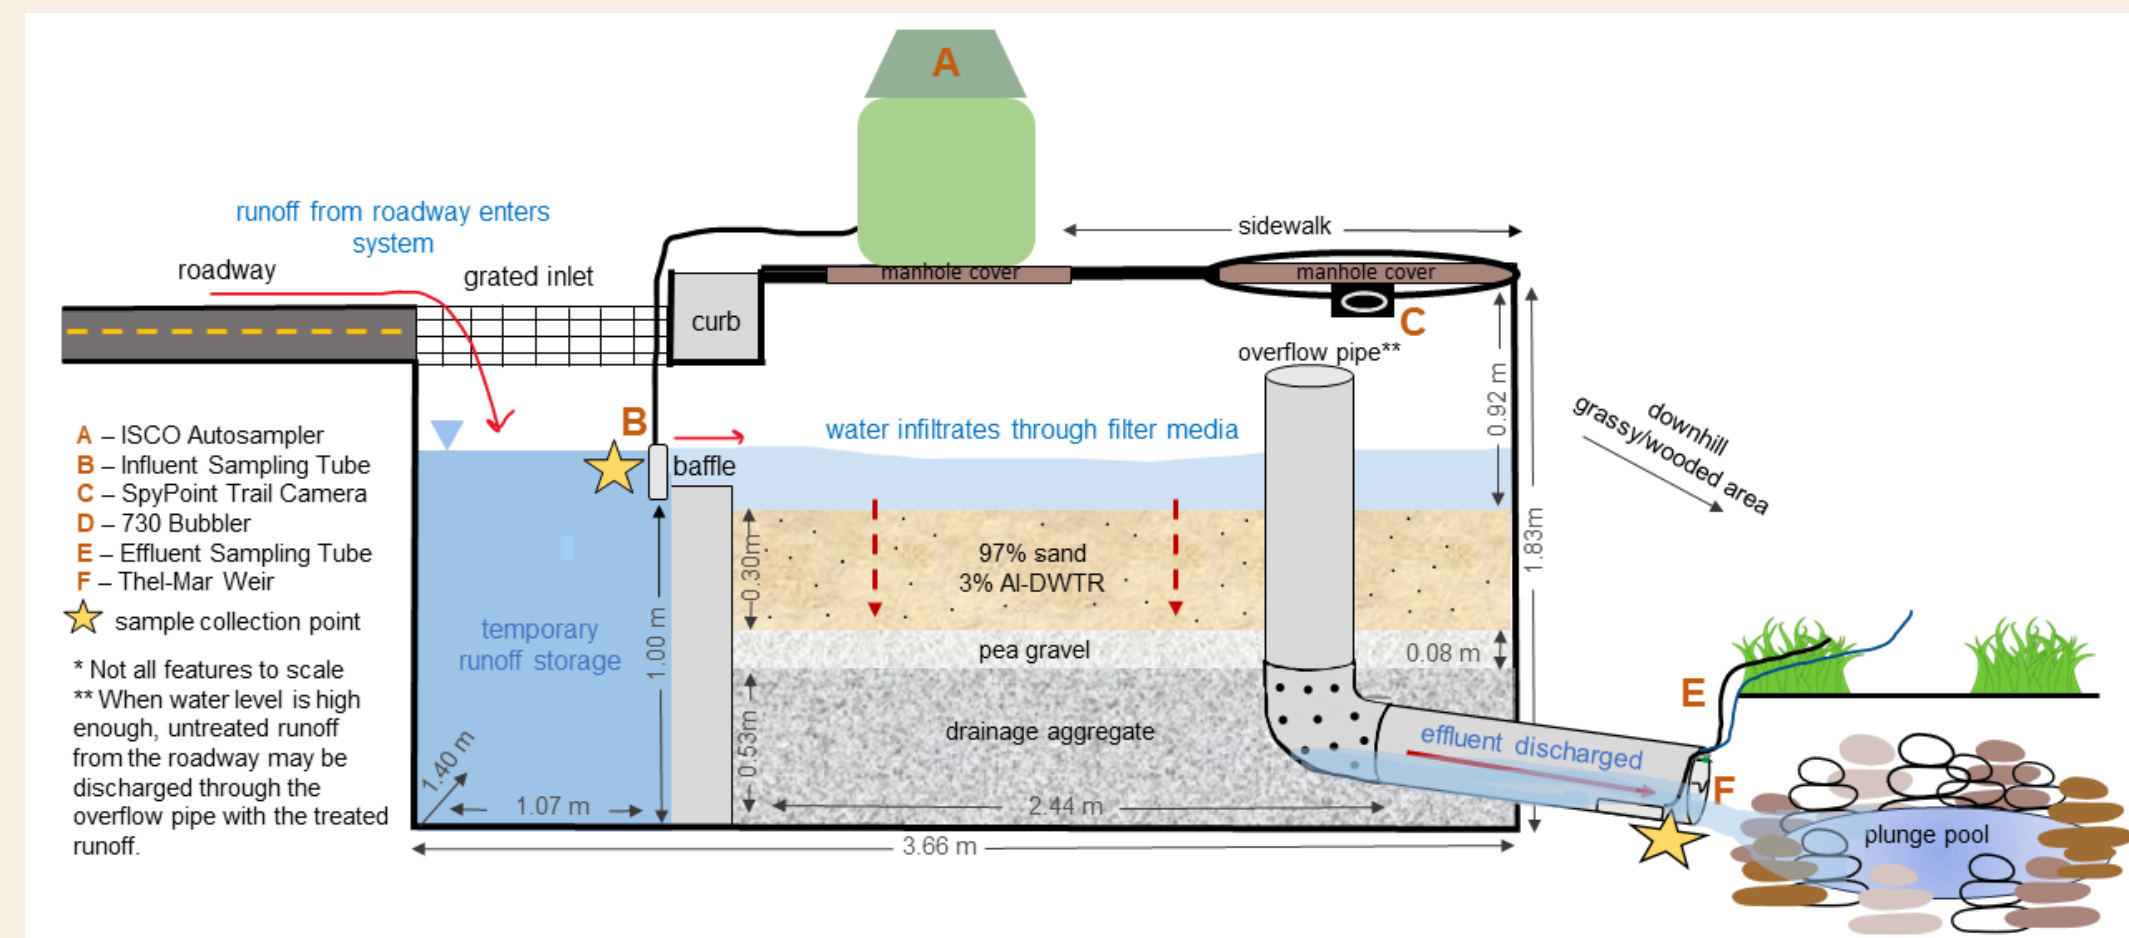 A
runoff from roadway enters
system
sidewalk
roadway
grated inlet
manhole cover
manhole cover
curb
C
overflow pipe**
0.92 m
downhill
grassy/wooded area
B
water infiltrates through filter media
baffle
A – ISCO Autosampler
B – Influent Sampling Tube
C – SpyPoint Trail Camera
D – 730 Bubbler
E – Effluent Sampling Tube
F – Thel-Mar Weir
sample collection point
* Not all features to scale
** When water level is high
enough, untreated runoff
from the roadway may be
discharged through the
overflow pipe with the treated
runoff.
temporary
runoff storage
1.00 m
1.40 m
1.07 m
0.30m
97% sand
3% Al-DWTR
1.83m
pea gravel
0.08 m
0.53m
drainage aggregate
2.44 m
3.66 m
effluent discharged
E
F
plunge pool